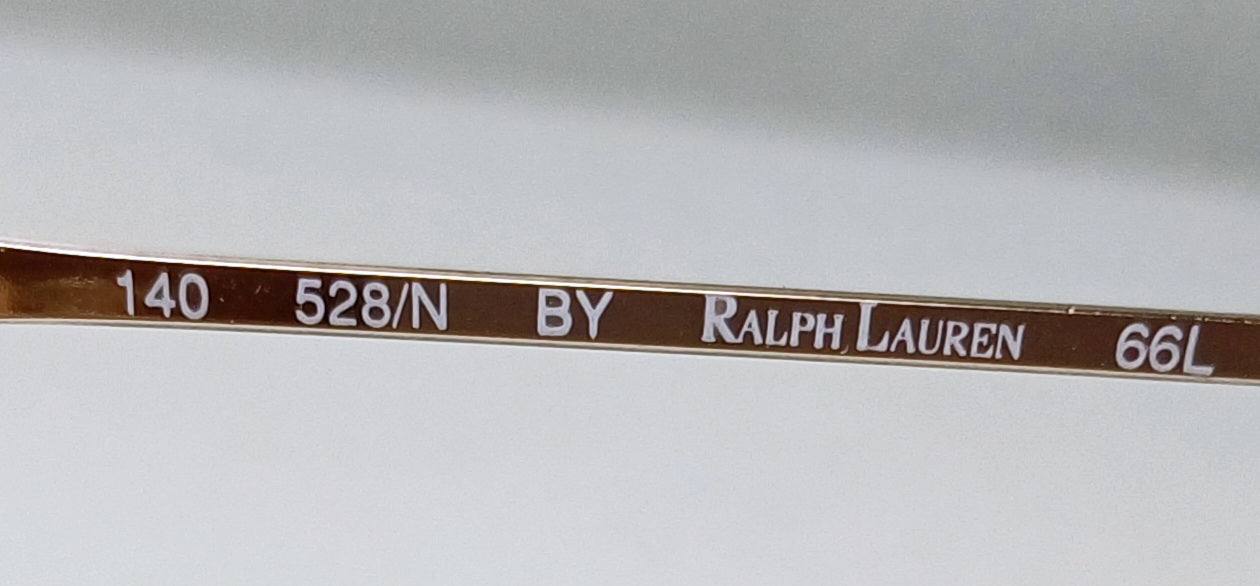 140 528/N BY RALPH LAUREN 66L